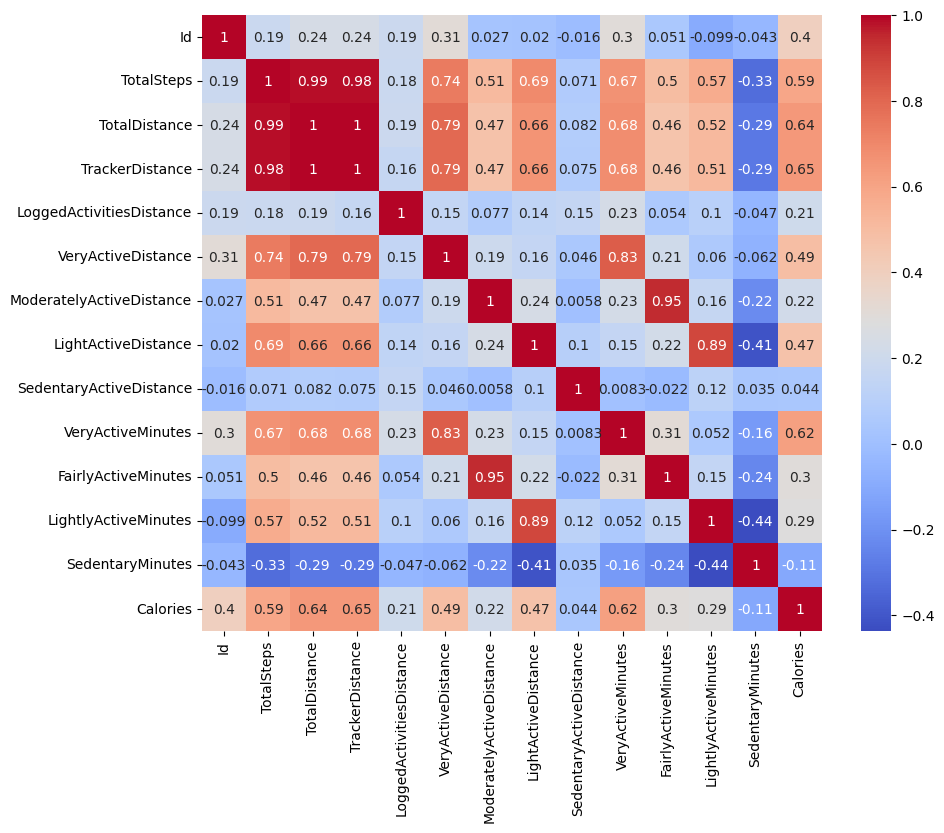 Id 1 0.19 0.24 0.24 0.19 0.31 0.027 0.02 -0.016 0.3 0.051 -0.099 -0.043 0.4
TotalSteps 0.19 1 0.99 0.98 0.18 0.74 0.51 0.69 0.071 0.67 0.5 0.57 -0.33 0.59
TotalDistance 0.24 0.99 1 1 0.19 0.79 0.47 0.66 0.082 0.68 0.46 0.52 -0.29 0.64
TrackerDistance 0.24 0.98 1 1 0.16 0.79 0.47 0.66 0.075 0.68 0.46 0.51 -0.29 0.65
LoggedActivitiesDistance 0.19 0.18 0.19 0.16 1 0.15 0.077 0.14 0.15 0.23 0.054 0.1 -0.047 0.21
VeryActiveDistance 0.31 0.74 0.79 0.79 0.15 1 0.19 0.16 0.046 0.83 0.21 0.06 -0.062 0.49
ModeratelyActiveDistance 0.027 0.51 0.47 0.47 0.077 0.19 1 0.24 0.0058 0.23 0.95 0.16 -0.22 0.22
LightActiveDistance 0.02 0.69 0.66 0.66 0.14 0.16 0.24 1 0.1 0.15 0.22 0.89 -0.41 0.47
SedentaryActiveDistance -0.016 0.071 0.082 0.075 0.15 0.046 0.0058 0.1 1 0.0083 -0.022 0.12 0.035 0.044
VeryActiveMinutes 0.3 0.67 0.68 0.68 0.23 0.83 0.23 0.15 0.0083 1 0.31 0.052 -0.16 0.62
FairlyActiveMinutes 0.051 0.5 0.46 0.46 0.054 0.21 0.95 0.22 -0.022 0.31 1 0.15 -0.24 0.3
LightlyActiveMinutes -0.099 0.57 0.52 0.51 0.1 0.06 0.16 0.89 0.12 0.052 0.15 1 -0.44 0.29
SedentaryMinutes -0.043 -0.33 -0.29 -0.29 -0.047 -0.062 -0.22 -0.41 0.035 -0.16 -0.24 -0.44 1 -0.11
Calories 0.4 0.59 0.64 0.65 0.21 0.49 0.22 0.47 0.044 0.62 0.3 0.29 -0.11 1
Id
TotalSteps
TotalDistance
TrackerDistance
LoggedActivitiesDistance
VeryActiveDistance
ModeratelyActiveDistance
LightActiveDistance
SedentaryActiveDistance
VeryActiveMinutes
FairlyActiveMinutes
LightlyActiveMinutes
SedentaryMinutes
Calories
1.0
0.8
0.6
0.4
0.2
0.0
−0.2
−0.4